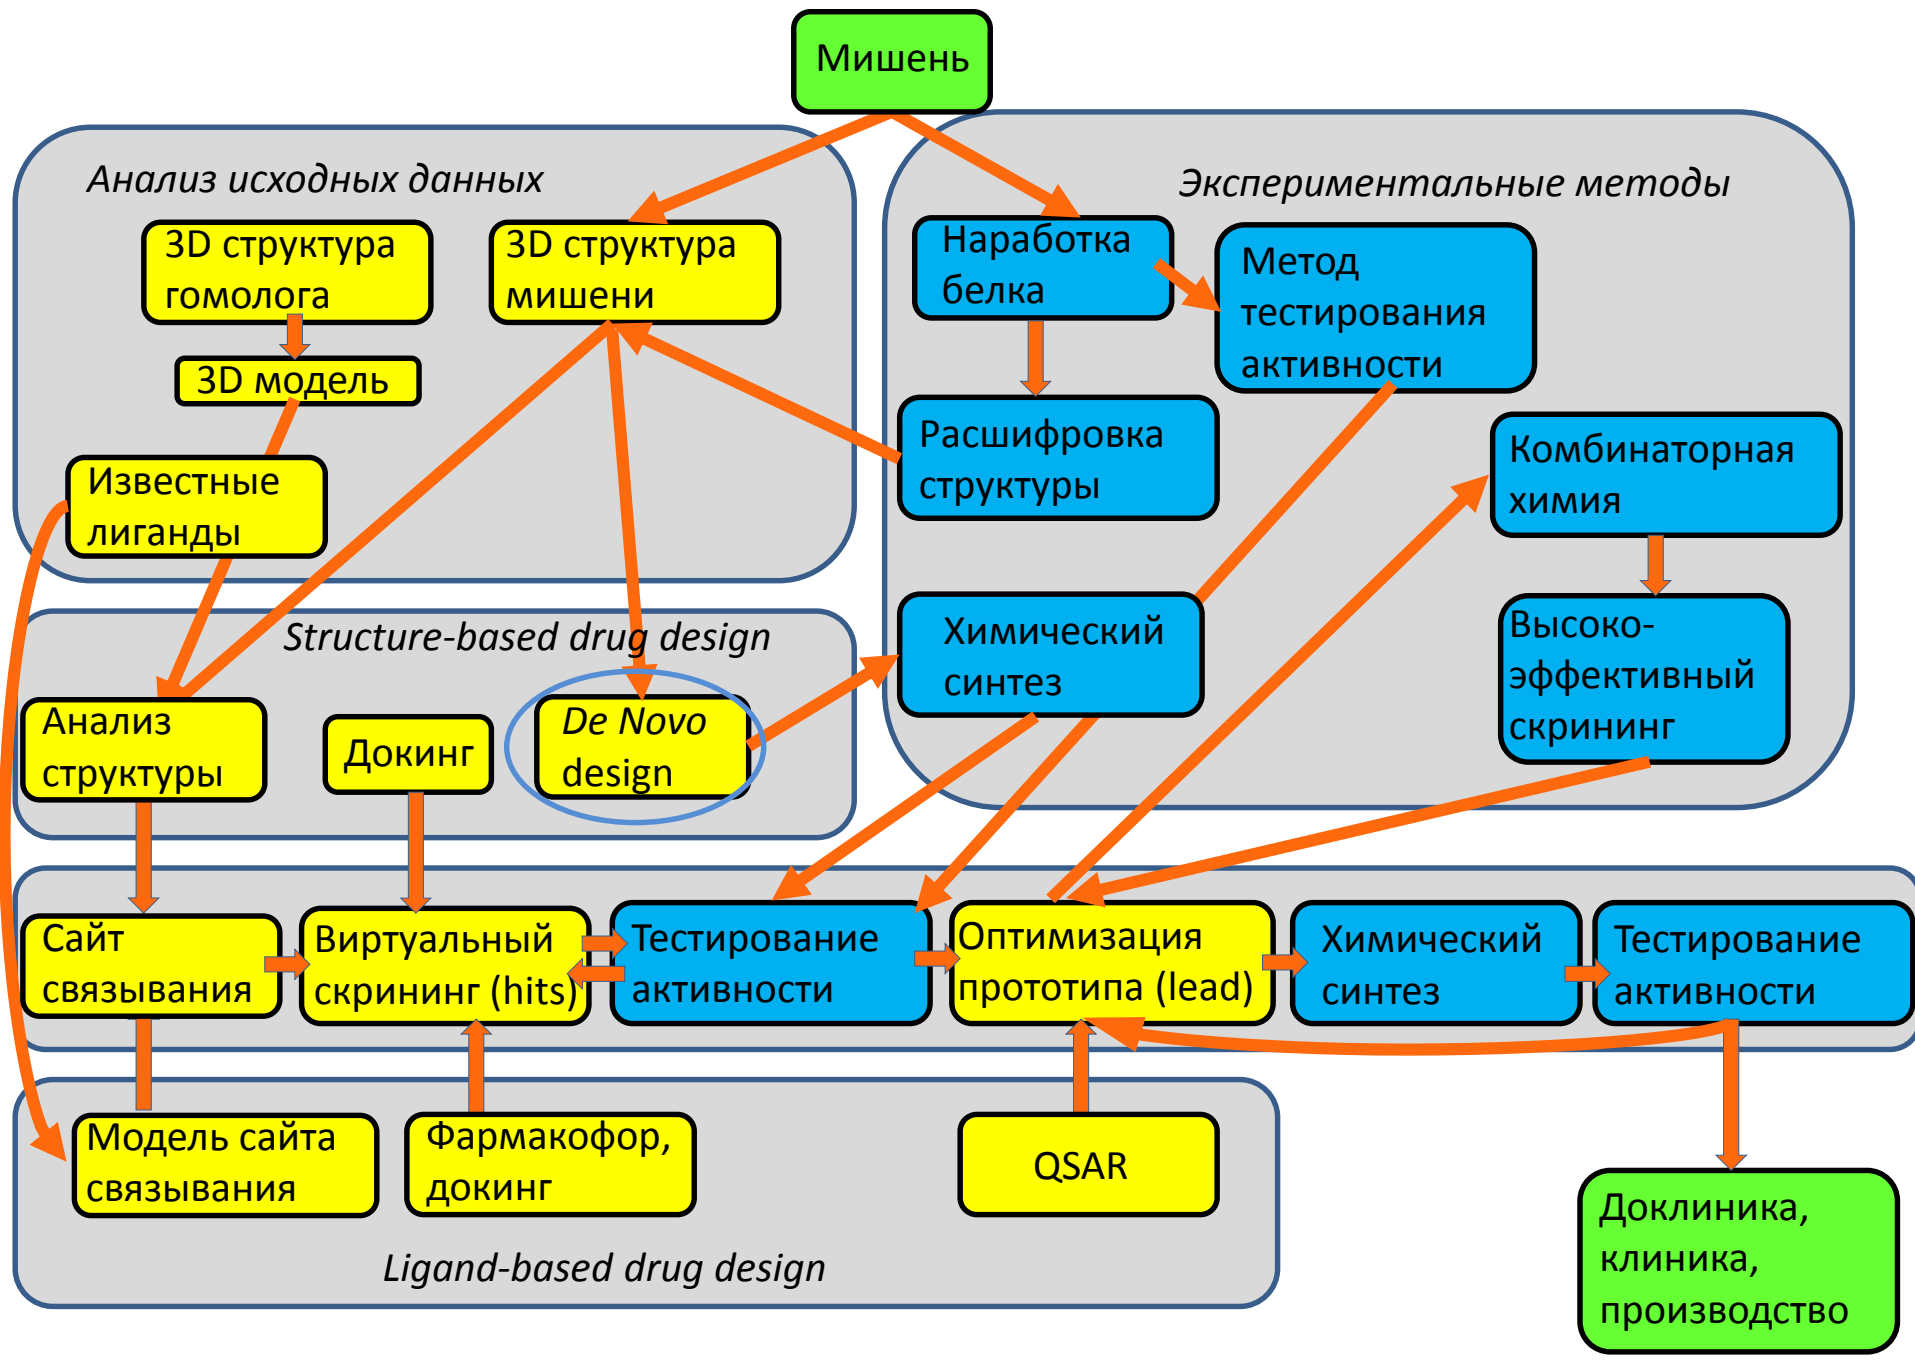 Мишень
Анализ исходных данных
3D структура
гомолога
3D структура
мишени
3D модель
Известные
лиганды
Экспериментальные методы
Наработка
белка
Метод
тестирования
активности
Расшифровка
структуры
Комбинаторная
химия
Химический
синтез
Высоко-
эффективный
скрининг
Structure-based drug design
Анализ
структуры
Докинг
De Novo
design
Сайт
связывания
Виртуальный
скрининг (hits)
Тестирование
активности
Оптимизация
прототипа (lead)
Химический
синтез
Тестирование
активности
Модель сайта
связывания
Фармакофор,
докинг
QSAR
Ligand-based drug design
Доклиника,
клиника,
производство